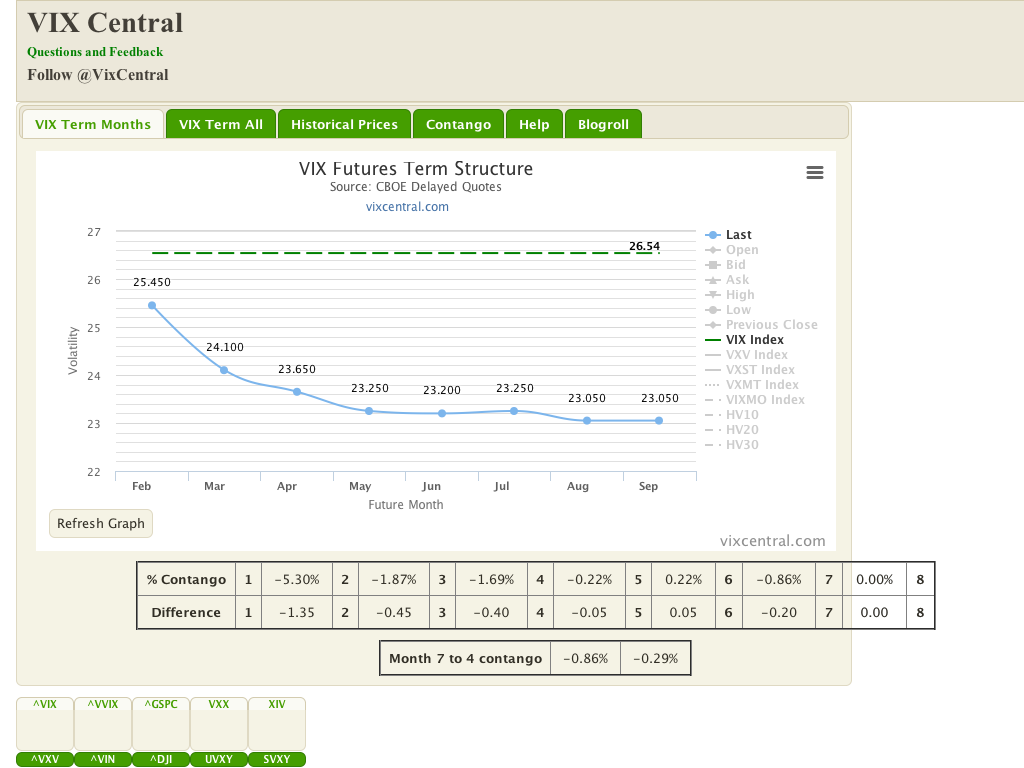 VIX Central
Questions and Feedback
Follow @VixCentral
VIX Term Months VIX Term All Historical Prices Contango Help Blogroll
VIX Futures Term Structure
Source: CBOE Delayed Quotes
vixcentral.com
27
26
25
24
23
22
Volatility
26.54
25.450
24.100
23.650
23.250
23.200
23.250
23.050
23.050
Feb Mar Apr May Jun Jul Aug Sep
Future Month
Last
Open
Bid
Ask
High
Low
Previous Close
VIX Index
VXV Index
VXST Index
VXMT Index
VIXMO Index
HV10
HV20
HV30
Refresh Graph
vixcentral.com
% Contango 1 −5.30% 2 −1.87% 3 −1.69% 4 −0.22% 5 0.22% 6 −0.86% 7 0.00% 8
Difference 1 −1.35 2 −0.45 3 −0.40 4 −0.05 5 0.05 6 −0.20 7 0.00 8
Month 7 to 4 contango −0.86% −0.29%
^VIX ^VVIX ^GSPC VXX XIV
^VXV ^VIN ^DJI UVXY SVXY